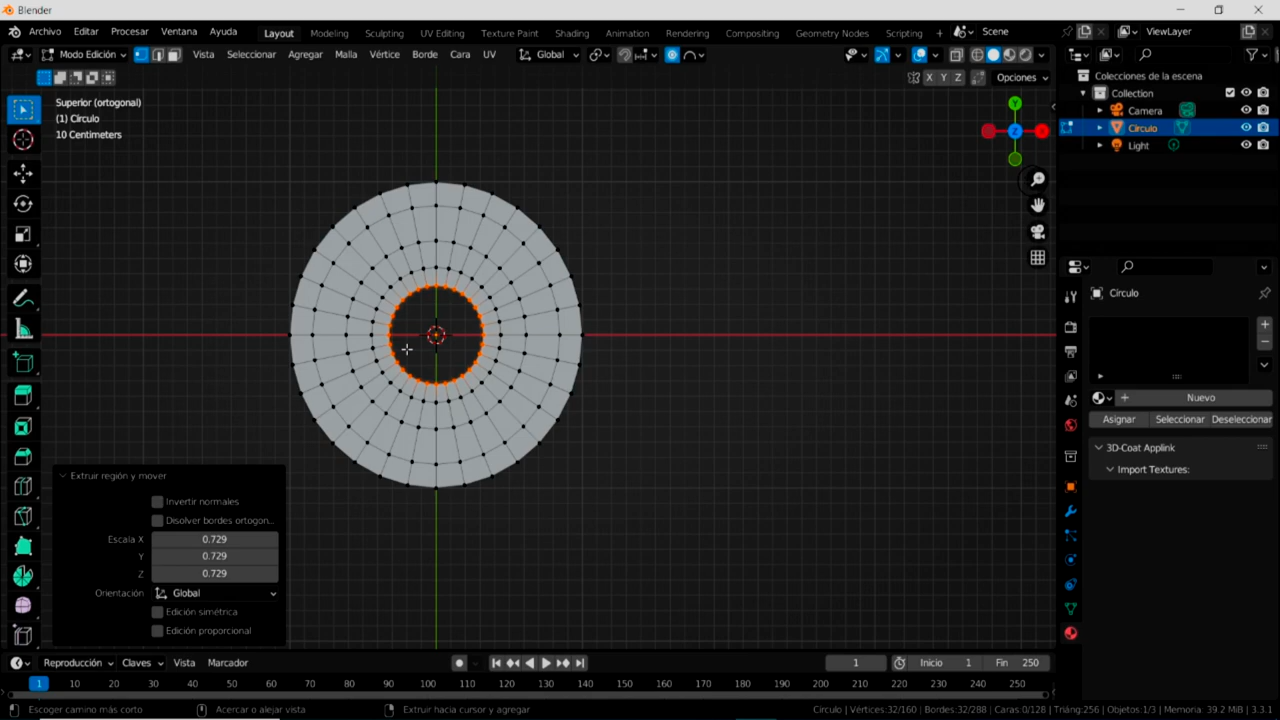 Blender
Archivo Editar Procesar Ventana Ayuda Layout Modeling Sculpting UV Editing Texture Paint Shading Animation Rendering Compositing Geometry Nodes Scripting + Scene ViewLayer
Modo Edición Vista Seleccionar Agregar Malla Vértice Borde Cara UV Global
X Y Z Opciones
Superior (ortogonal)
(1) Círculo
10 Centímetros
Y
Z
Colecciones de la escena
Collection
Camera
Círculo
Light
Círculo
Nuevo
Asignar Seleccionar Deseleccionar
3D-Coat Applink
Import Textures:
Extruir región y mover
Invertir normales
Disolver bordes ortogon...
Escala X 0.729
Y 0.729
Z 0.729
Orientación Global
Edición simétrica
Edición proporcional
Reproducción Claves Vista Marcador 1 Inicio 1 Fin 250
1 10 20 30 40 50 60 70 80 90 100 110 120 130 140 150 160 170 180 190 200 210 220 230 240 250
Escoger camino más corto Acercar o alejar vista Extruir hacia cursor y agregar Círculo | Vértices:32/160 | Bordes:32/288 | Caras:0/128 | Triáng:256 | Objetos:1/3 | Memoria: 39.2 MiB | 3.3.1